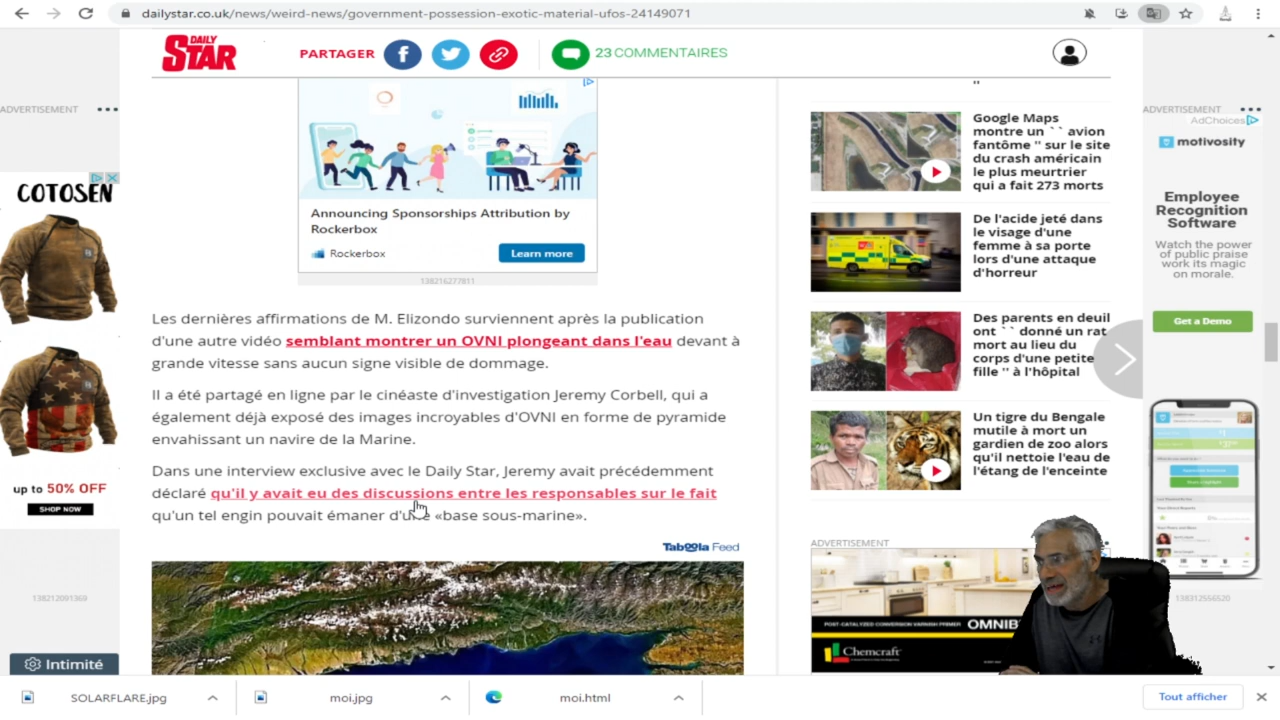 dailystar.co.uk/news/weird-news/government-possession-exotic-material-ufos-24149071
DAILY
STAR
PARTAGER
23 COMMENTAIRES
ADVERTISEMENT
COTOSEN
up to 50% OFF
SHOP NOW
138212091369
Intimité
Announcing Sponsorships Attribution by
Rockerbox
Rockerbox
Learn more
138216277811
Les dernières affirmations de M. Elizondo surviennent après la publication
d'une autre vidéo semblant montrer un OVNI plongeant dans l'eau devant à
grande vitesse sans aucun signe visible de dommage.
Il a été partagé en ligne par le cinéaste d'investigation Jeremy Corbell, qui a
également déjà exposé des images incroyables d'OVNI en forme de pyramide
envahissant un navire de la Marine.
Dans une interview exclusive avec le Daily Star, Jeremy avait précédemment
déclaré qu'il y avait eu des discussions entre les responsables sur le fait
qu'un tel engin pouvait émaner d'une «base sous-marine».
Taboola Feed
''
Google Maps
montre un `` avion
fantôme '' sur le site
du crash américain
le plus meurtrier
qui a fait 273 morts
De l'acide jeté dans
le visage d'une
femme à sa porte
lors d'une attaque
d'horreur
Des parents en deuil
ont `` donné un rat
mort au lieu du
corps d'une petite
fille '' à l'hôpital
Un tigre du Bengale
mutile à mort un
gardien de zoo alors
qu'il nettoie l'eau de
l'étang de l'enceinte
ADVERTISEMENT
POST-CATALYZED CONVERSION VARNISH PRIMER OMNIB
Chemcraft
ADVERTISEMENT
AdChoices
motivosity
Employee
Recognition
Software
Watch the power
of public praise
work its magic
on morale.
Get a Demo
138312556520
SOLARFLARE.jpg
moi.jpg
moi.html
Tout afficher